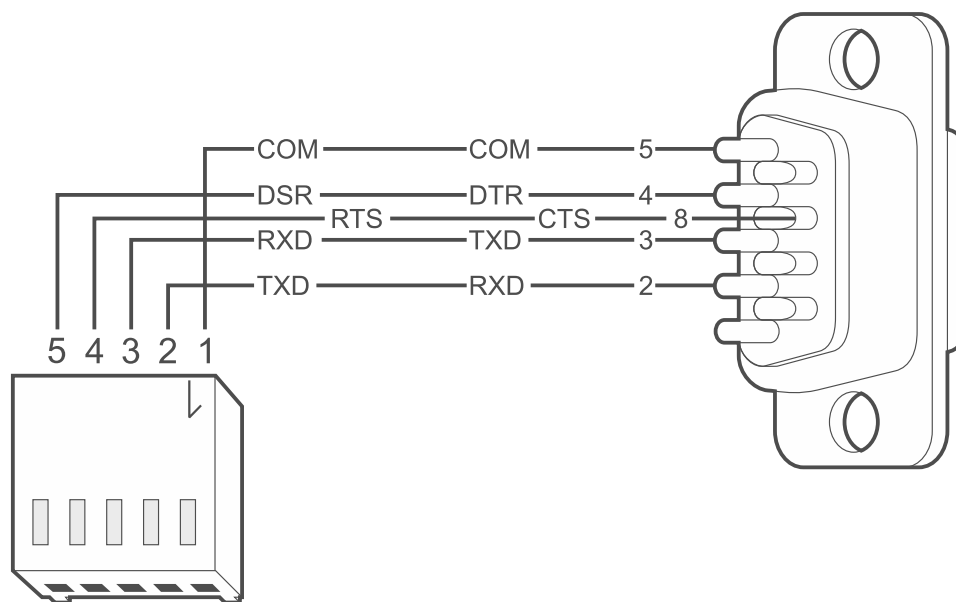 COM COM 5
DSR DTR 4
RTS CTS 8
RXD TXD 3
TXD RXD 2
5 4 3 2 1